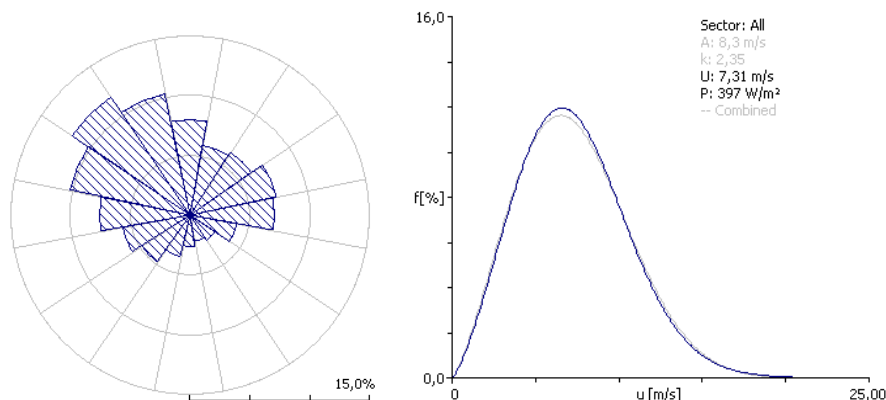 15,0%
16,0
f[%]
0,0
0
u [m/s]
25.00
Sector: All
A: 8,3 m/s
k: 2,35
U: 7,31 m/s
P: 397 W/m²
-- Combined